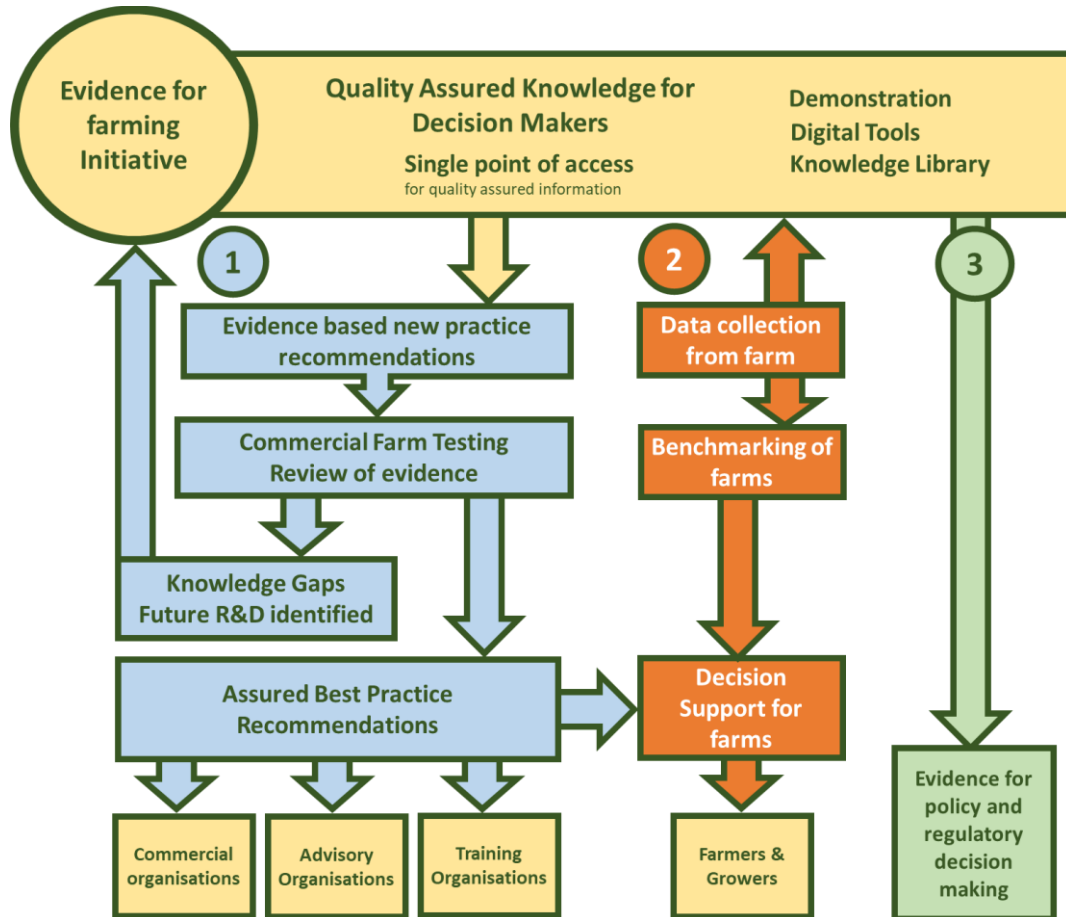 Evidence for
farming
Initiative
Quality Assured Knowledge for
Decision Makers
Single point of access
for quality assured information
Demonstration
Digital Tools
Knowledge Library
1
2
3
Evidence based new practice
recommendations
Data collection
from farm
Commercial Farm Testing
Review of evidence
Benchmarking of
farms
Knowledge Gaps
Future R&D identified
Assured Best Practice
Recommendations
Decision
Support for
farms
Evidence for
policy and
regulatory
decision
making
Commercial
organisations
Advisory
Organisations
Training
Organisations
Farmers &
Growers